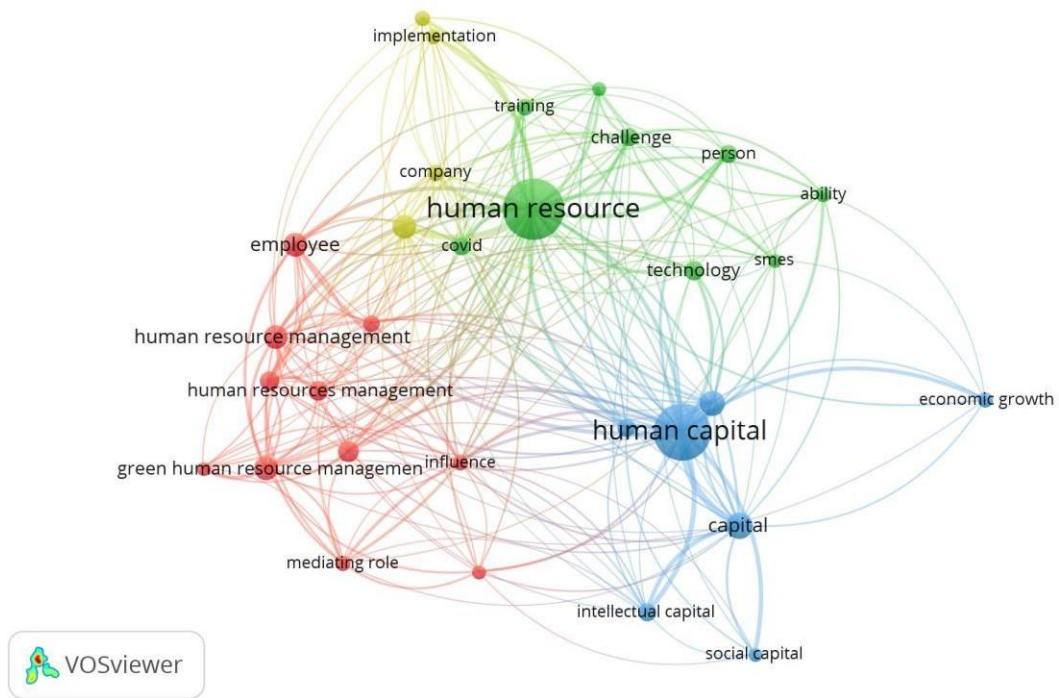 implementation
training
challenge
person
company
ability
human resource
employee
covid
smes
technology
human resource management
human resources management
economic growth
human capital
green human resource managemen
influence
capital
mediating role
intellectual capital
social capital
VOSviewer